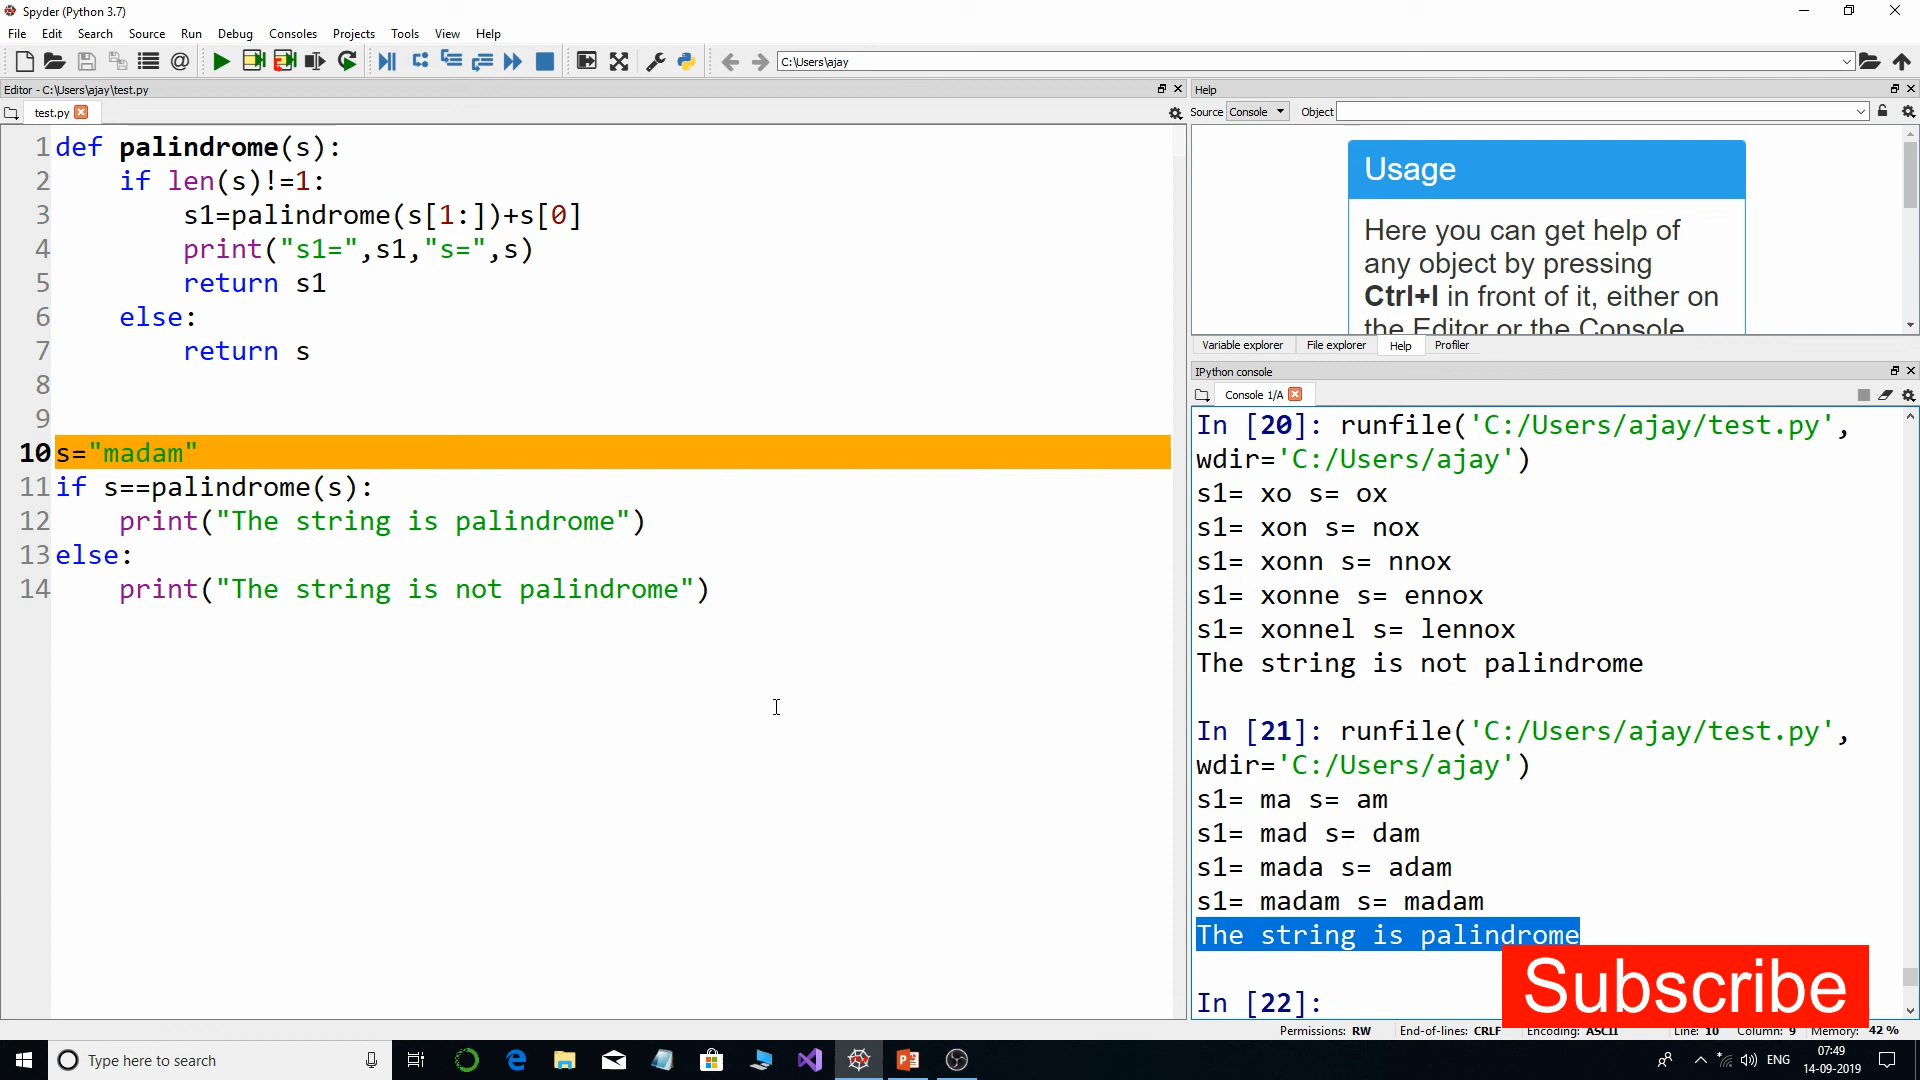 Spyder (Python 3.7)
File Edit Search Source Run Debug Consoles Projects Tools View Help
C:\Users\ajay
Editor - C:\Users\ajay\test.py
test.py
1 def palindrome(s):
2 if len(s)!=1:
3 s1=palindrome(s[1:])+s[0]
4 print("s1=",s1,"s=",s)
5 return s1
6 else:
7 return s
8
9
10 s="madam"
11 if s==palindrome(s):
12 print("The string is palindrome")
13 else:
14 print("The string is not palindrome")
Help
Source Console Object
Usage
Here you can get help of
any object by pressing
Ctrl+I in front of it, either on
the Editor or the Console.
Variable explorer File explorer Help Profiler
IPython console
Console 1/A
In [20]: runfile('C:/Users/ajay/test.py',
wdir='C:/Users/ajay')
s1= xo s= ox
s1= xon s= nox
s1= xonn s= nnox
s1= xonne s= ennox
s1= xonnel s= lennox
The string is not palindrome
In [21]: runfile('C:/Users/ajay/test.py',
wdir='C:/Users/ajay')
s1= ma s= am
s1= mad s= dam
s1= mada s= adam
s1= madam s= madam
The string is palindrome
Subscribe
In [22]:
Permissions: RW End-of-lines: CRLF Encoding: ASCII Line: 10 Column: 9 Memory: 42 %
Type here to search
ENG
07:49
14-09-2019